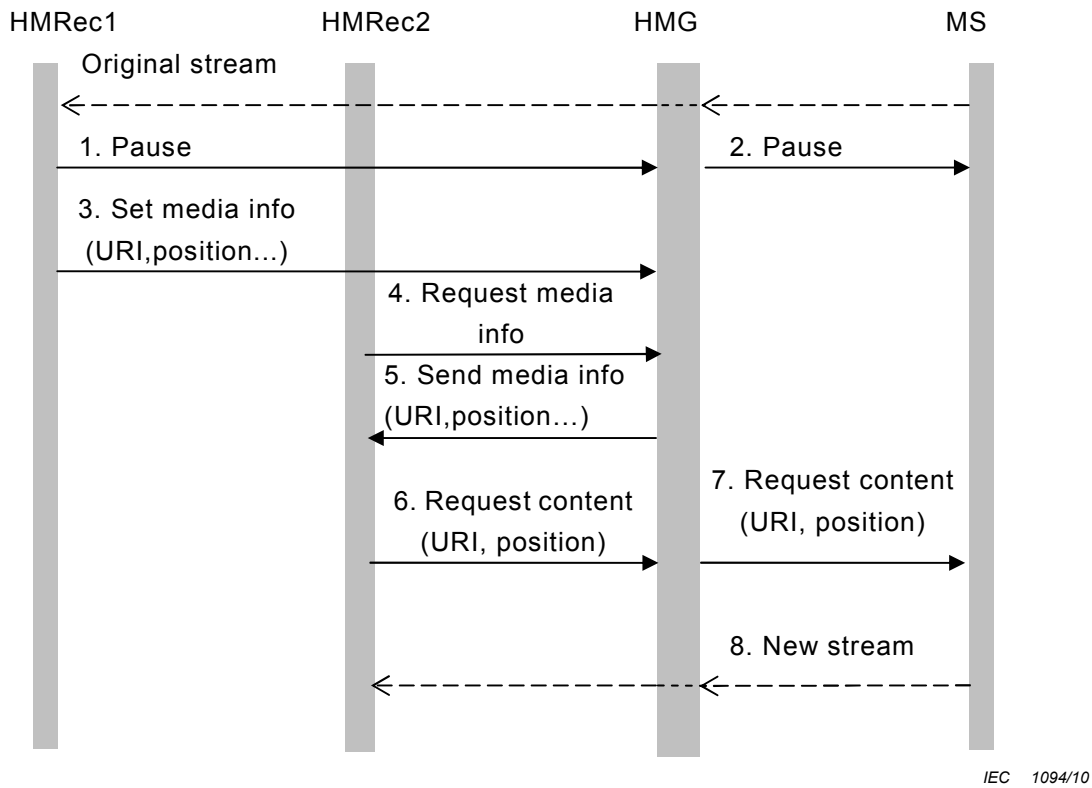 HMRec1 HMRec2 HMG MS
Original stream
1. Pause
2. Pause
3. Set media info
(URI,position...)
4. Request media
info
5. Send media info
(URI,position…)
6. Request content
(URI, position)
7. Request content
(URI, position)
8. New stream
IEC 1094/10